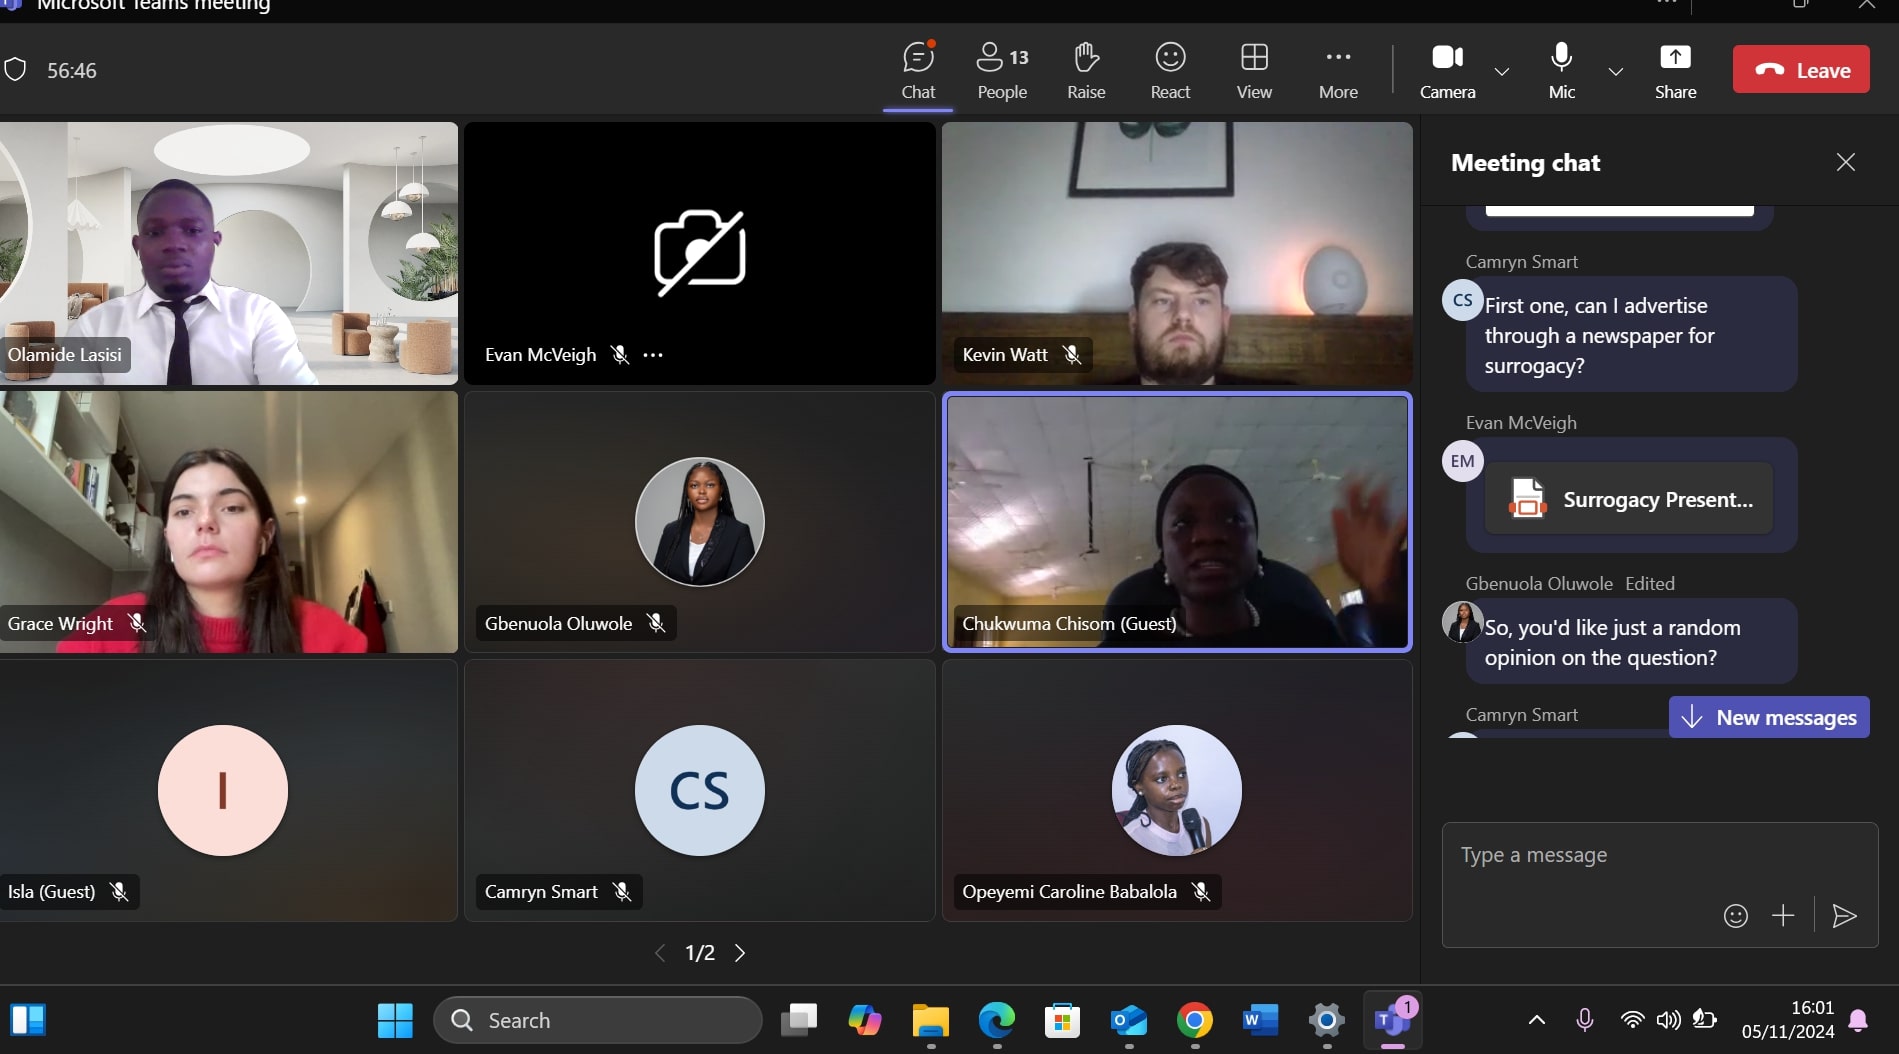 Microsoft Teams meeting
56:46
Chat
13
People
Raise
React
View
More
Camera
Mic
Share
Leave
Olamide Lasisi
Evan McVeigh
Kevin Watt
Grace Wright
Gbenuola Oluwole
Chukwuma Chisom (Guest)
I
Isla (Guest)
CS
Camryn Smart
Opeyemi Caroline Babalola
1/2
Meeting chat
Camryn Smart
CS
First one, can I advertise
through a newspaper for
surrogacy?
Evan McVeigh
EM
Surrogacy Present...
Gbenuola Oluwole Edited
So, you'd like just a random
opinion on the question?
Camryn Smart
New messages
Type a message
Search
1
16:01
05/11/2024